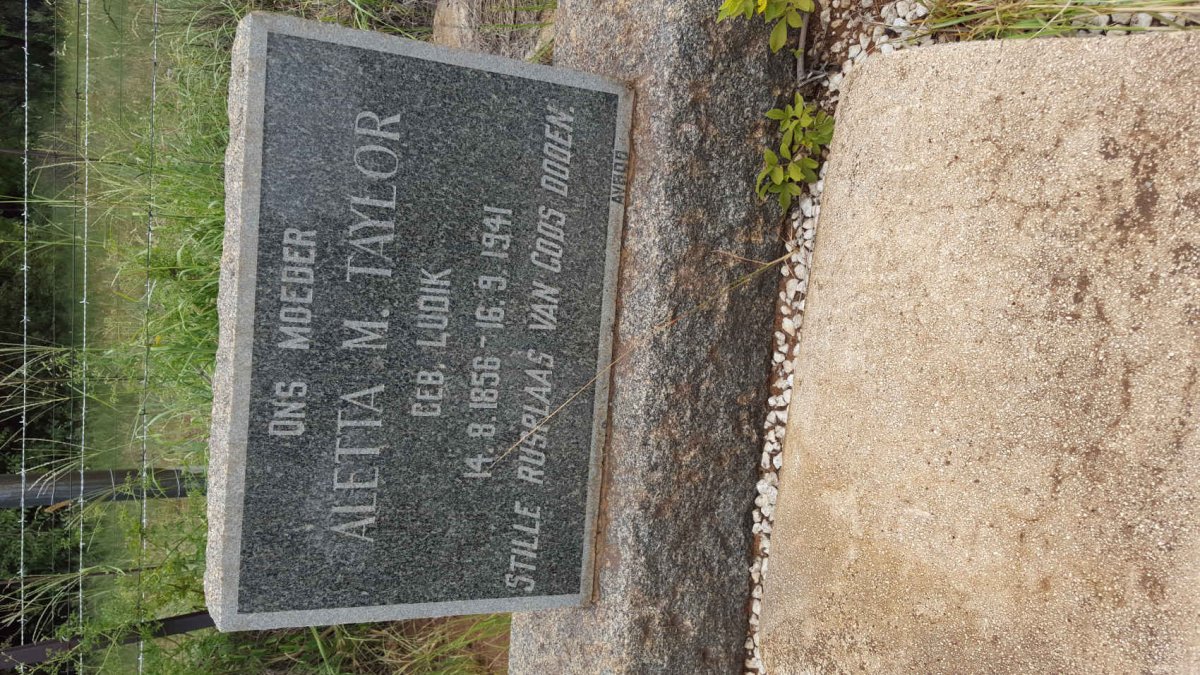 ONS MOEDER
ALETTA M. TAYLOR
GEB. LUDIK
14.8.1856-16.9.1941
STILLE RUSPLAAS VAN GODS DODEN.